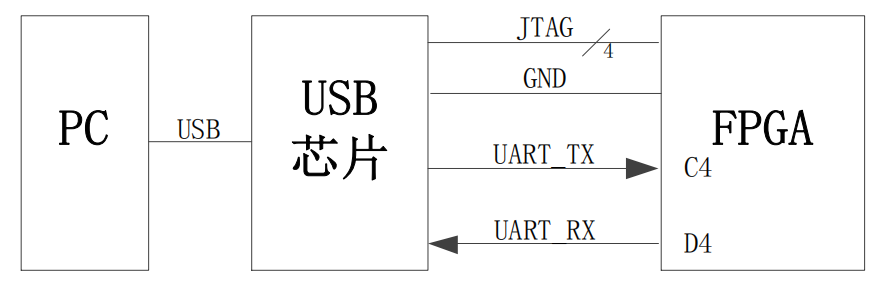 JTAG
4
GND
PC
USB
USB
芯片
FPGA
UART_TX
C4
UART_RX
D4